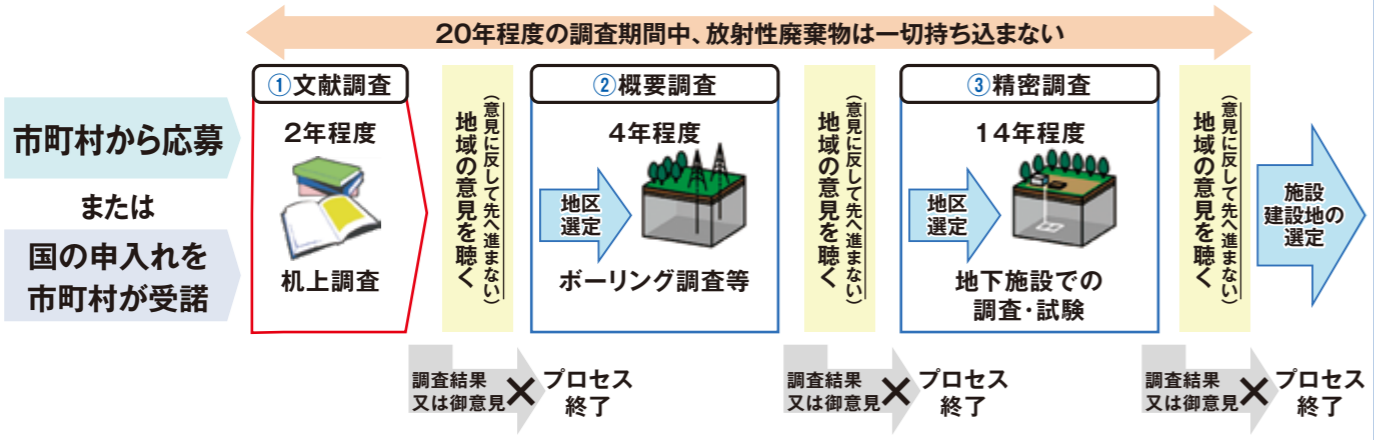 20年程度の調査期間中、放射性廃棄物は一切持ち込まない
市町村から応募
または
国の申入れを
市町村が受諾
①文献調査
2年程度
机上調査
地域の意見を聴く
(意見に反して先へ進まない)
調査結果
又は御意見
プロセス
終了
②概要調査
4年程度
地区
選定
ボーリング調査等
地域の意見を聴く
(意見に反して先へ進まない)
調査結果
又は御意見
プロセス
終了
③精密調査
14年程度
地区
選定
地下施設での
調査・試験
地域の意見を聴く
(意見に反して先へ進まない)
調査結果
又は御意見
プロセス
終了
施設
建設地の
選定